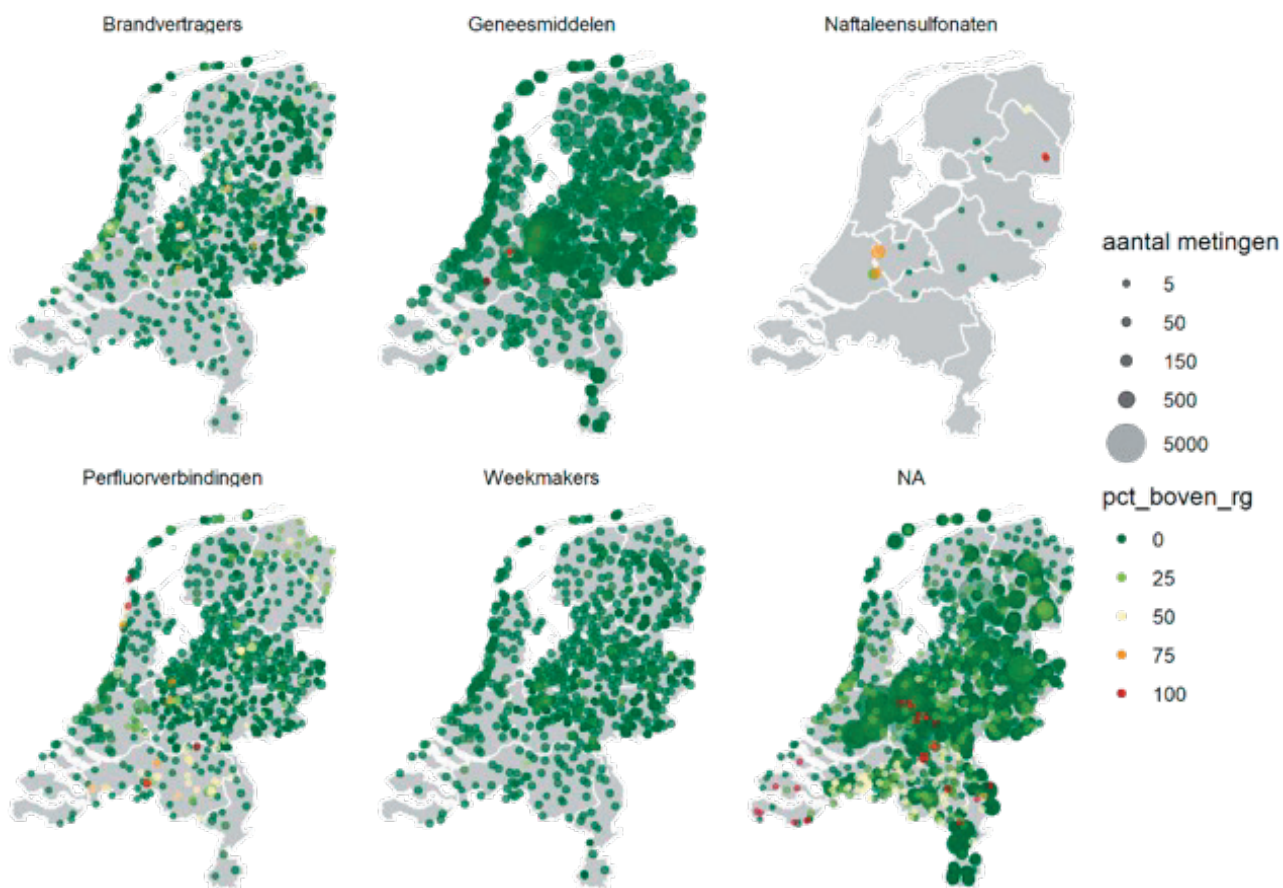 Brandvertragers
Geneesmiddelen
Naftaleensulfonaten
aantal metingen
5
50
150
500
5000
Perfluorverbindingen
Weekmakers
NA
pct_boven_rg
0
25
50
75
100